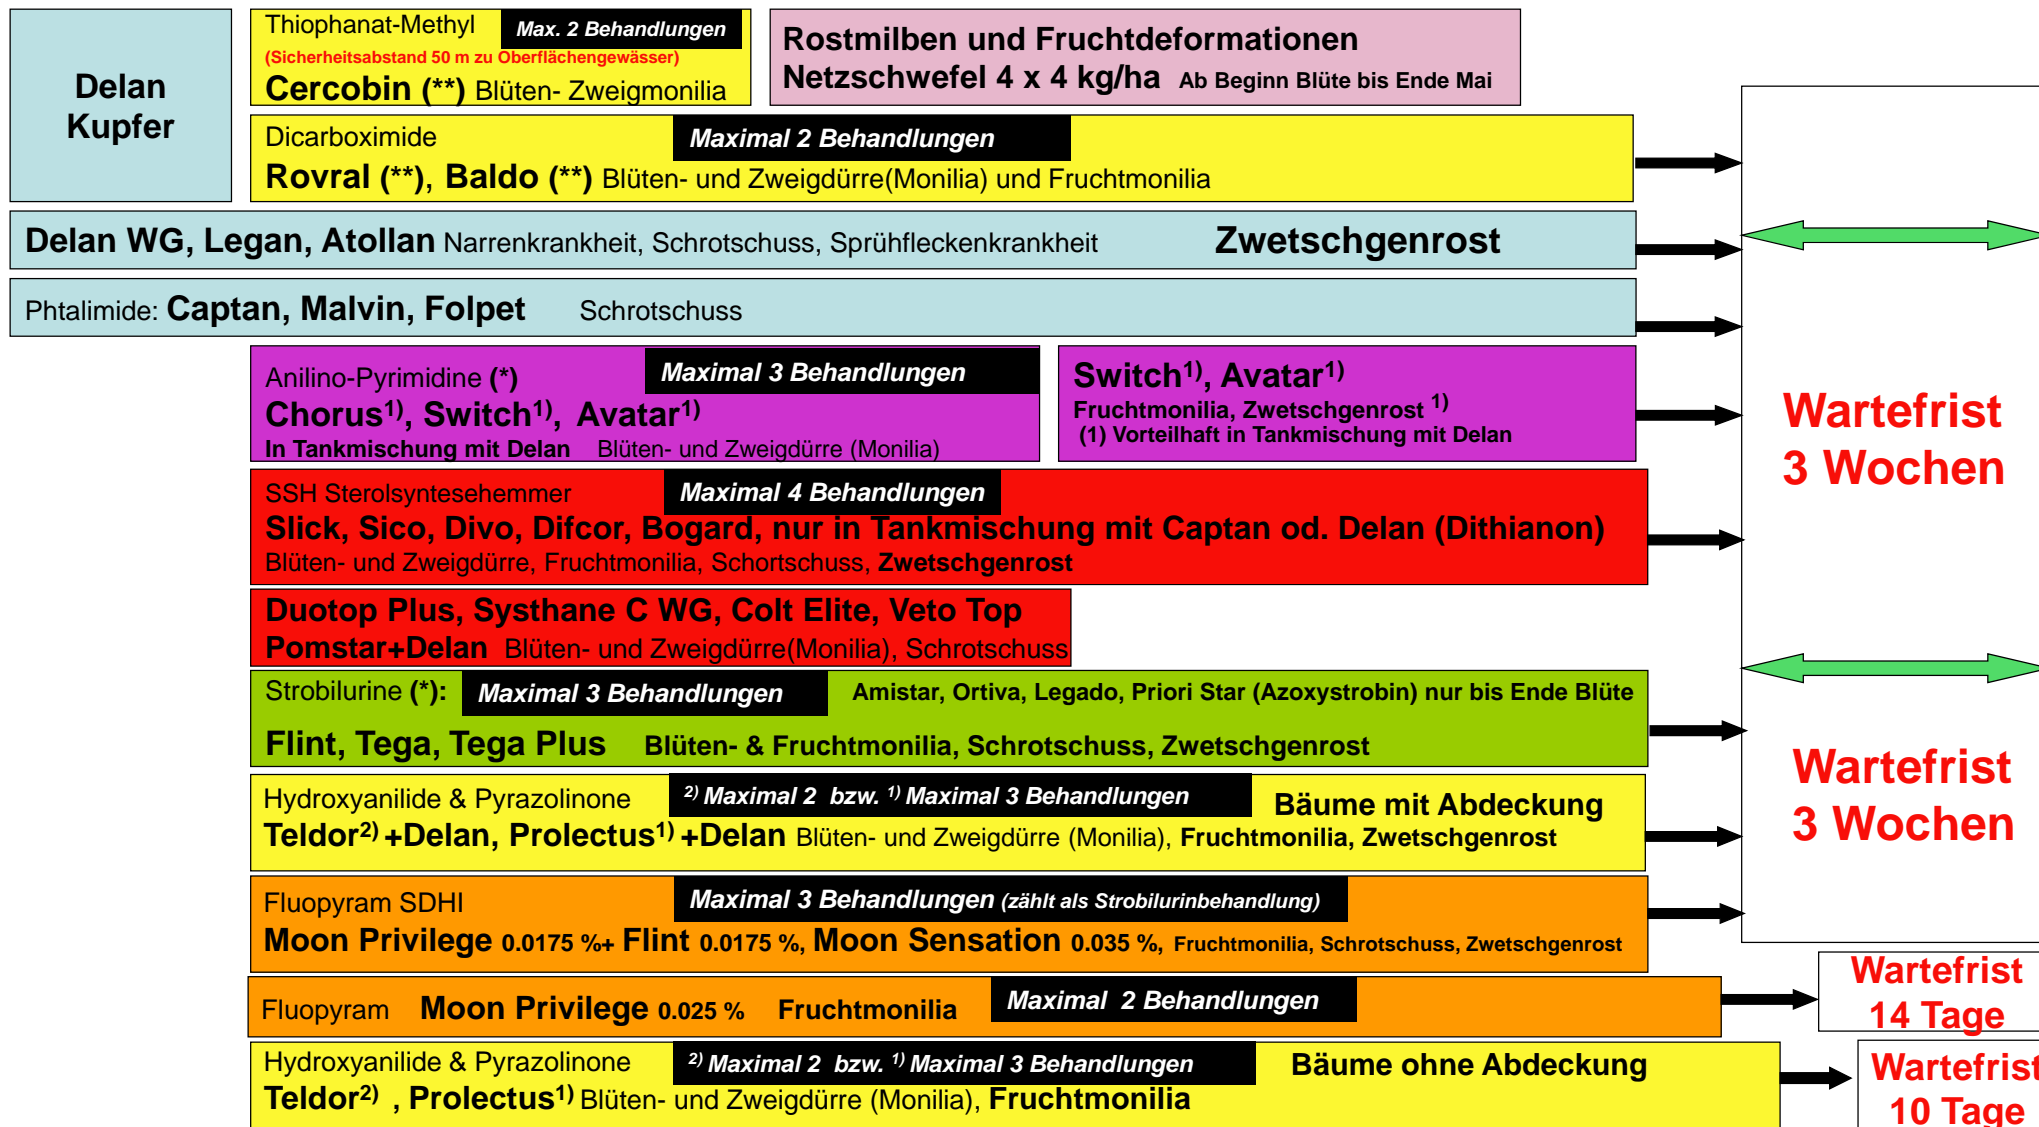 Delan
Kupfer
Thiophanat-Methyl
Max. 2 Behandlungen
(Sicherheitsabstand 50 m zu Oberflächengewässer)
Cercobin (**) Blüten- Zweigmonilia
Rostmilben und Fruchtdeformationen
Netzschwefel 4 x 4 kg/ha Ab Beginn Blüte bis Ende Mai
Dicarboximide
Maximal 2 Behandlungen
Rovral (**), Baldo (**) Blüten- und Zweigdürre(Monilia) und Fruchtmonilia
Delan WG, Legan, Atollan Narrenkrankheit, Schrotschuss, Sprühfleckenkrankheit Zwetschgenrost
Phtalimide: Captan, Malvin, Folpet Schrotschuss
Anilino-Pyrimidine (*)
Maximal 3 Behandlungen
Chorus1), Switch1), Avatar1)
In Tankmischung mit Delan Blüten- und Zweigdürre (Monilia)
Switch1), Avatar1)
Fruchtmonilia, Zwetschgenrost 1)
(1) Vorteilhaft in Tankmischung mit Delan
SSH Sterolsyntesehemmer
Maximal 4 Behandlungen
Slick, Sico, Divo, Difcor, Bogard, nur in Tankmischung mit Captan od. Delan (Dithianon)
Blüten- und Zweigdürre, Fruchtmonilia, Schortschuss, Zwetschgenrost
Duotop Plus, Systhane C WG, Colt Elite, Veto Top
Pomstar+Delan Blüten- und Zweigdürre(Monilia), Schrotschuss
Strobilurine (*):
Maximal 3 Behandlungen
Amistar, Ortiva, Legado, Priori Star (Azoxystrobin) nur bis Ende Blüte
Flint, Tega, Tega Plus Blüten- & Fruchtmonilia, Schrotschuss, Zwetschgenrost
Hydroxyanilide & Pyrazolinone
2) Maximal 2 bzw. 1) Maximal 3 Behandlungen
Bäume mit Abdeckung
Teldor2) +Delan, Prolectus1) +Delan Blüten- und Zweigdürre (Monilia), Fruchtmonilia, Zwetschgenrost
Fluopyram SDHI
Maximal 3 Behandlungen (zählt als Strobilurinbehandlung)
Moon Privilege 0.0175 %+ Flint 0.0175 %, Moon Sensation 0.035 %, Fruchtmonilia, Schrotschuss, Zwetschgenrost
Wartefrist
3 Wochen
Wartefrist
3 Wochen
Fluopyram Moon Privilege 0.025 % Fruchtmonilia
Maximal 2 Behandlungen
Wartefrist
14 Tage
Hydroxyanilide & Pyrazolinone
2) Maximal 2 bzw. 1) Maximal 3 Behandlungen
Bäume ohne Abdeckung
Teldor2) , Prolectus1) Blüten- und Zweigdürre (Monilia), Fruchtmonilia
Wartefrist
10 Tage